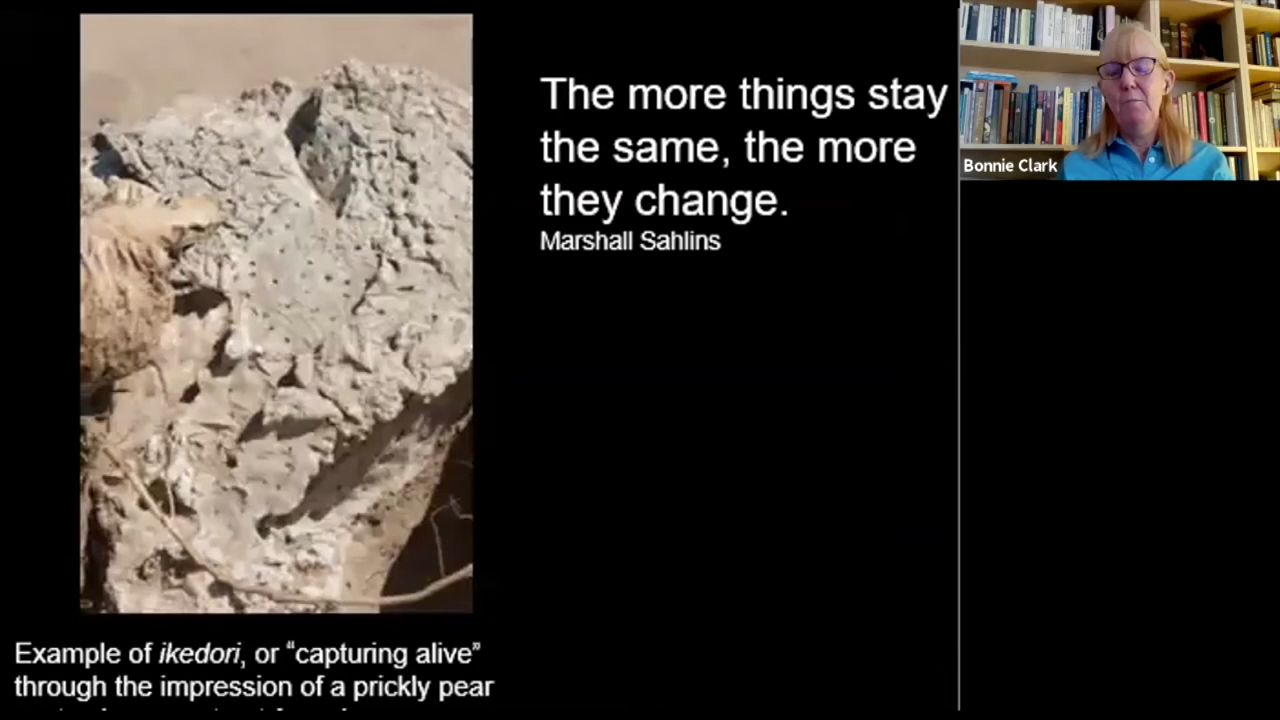 The more things stay
the same, the more
they change.
Marshall Sahlins
Bonnie Clark
Example of ikedori, or “capturing alive”
through the impression of a prickly pear